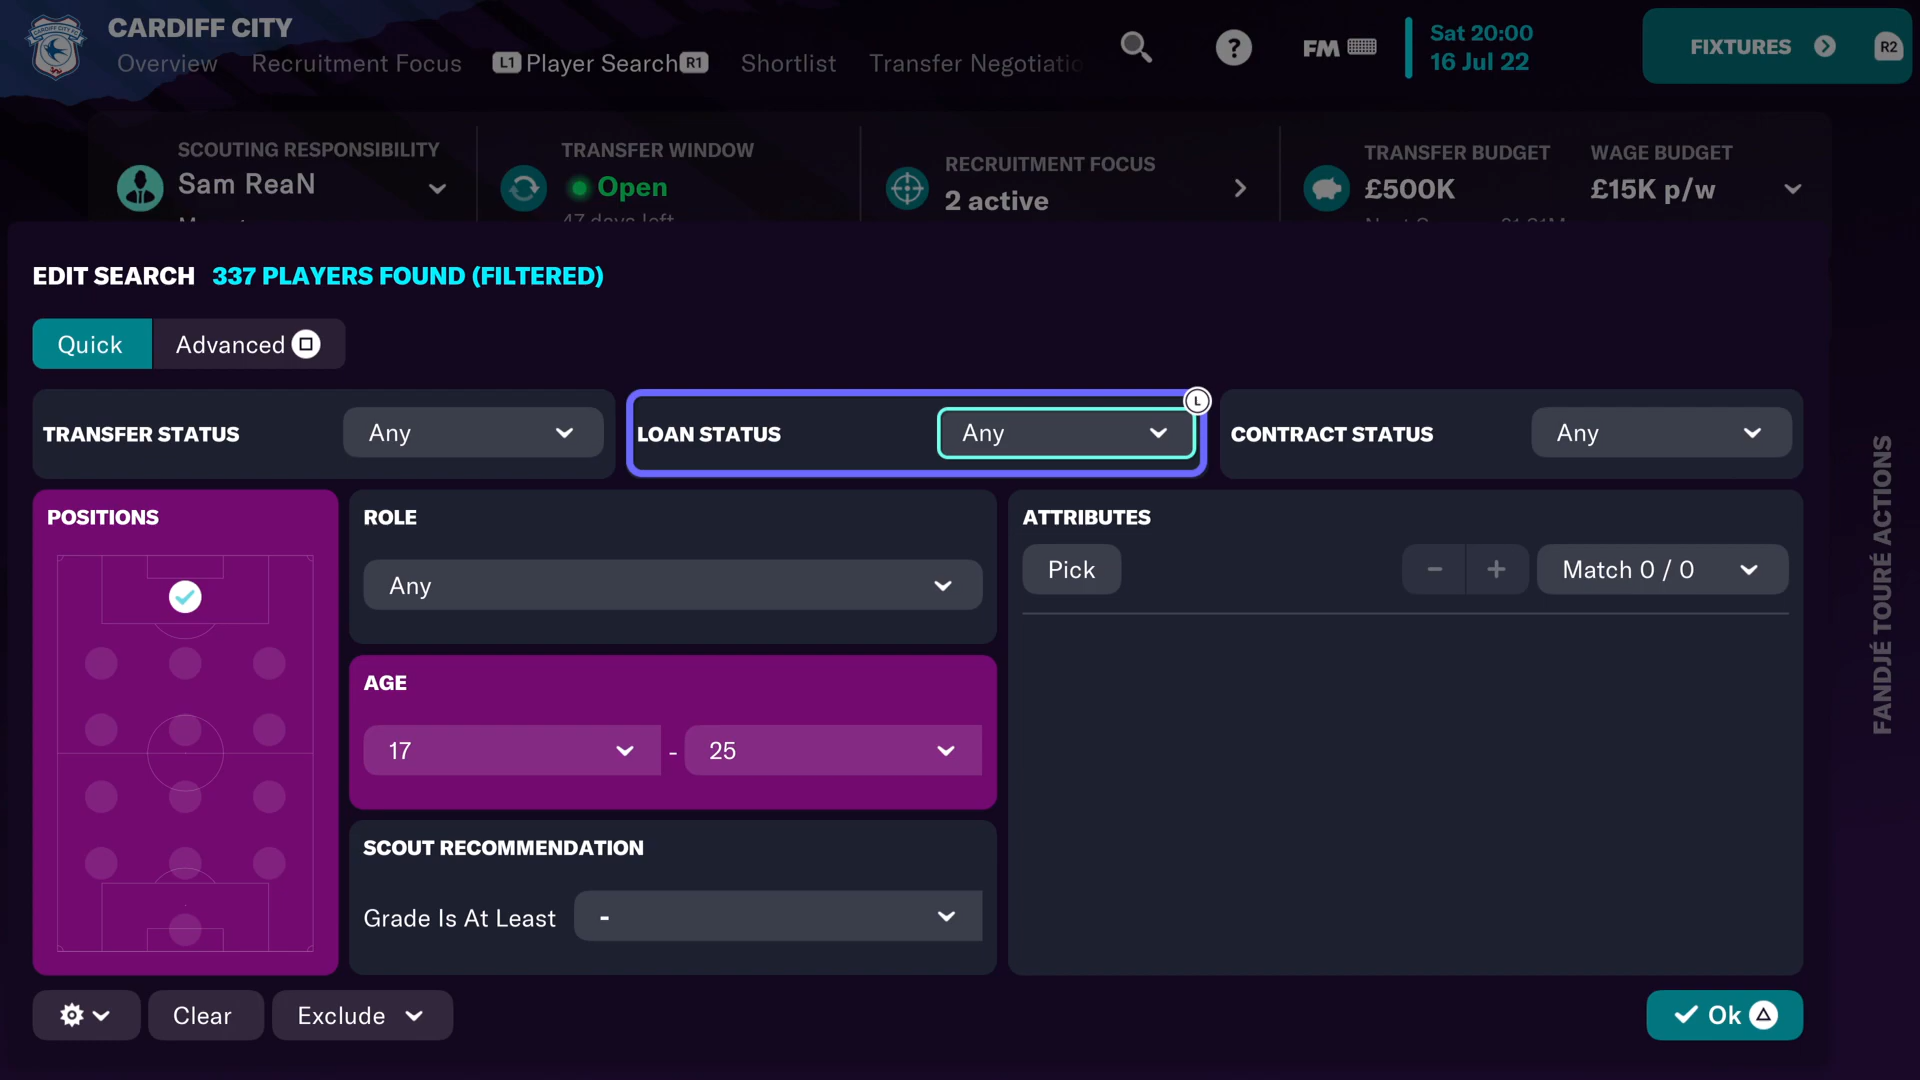 CARDIFF CITY
Overview Recruitment Focus L1 Player Search R1 Shortlist Transfer Negotiatio
? FM
Sat 20:00
16 Jul 22
FIXTURES R2
SCOUTING RESPONSIBILITY
Sam ReaN
TRANSFER WINDOW
Open
47 days left
RECRUITMENT FOCUS
2 active
TRANSFER BUDGET
£500K
WAGE BUDGET
£15K p/w
EDIT SEARCH 337 PLAYERS FOUND (FILTERED)
Quick Advanced
TRANSFER STATUS Any
LOAN STATUS Any L
CONTRACT STATUS Any
POSITIONS
ROLE
Any
AGE
17 - 25
SCOUT RECOMMENDATION
Grade Is At Least -
ATTRIBUTES
Pick - + Match 0 / 0
FANDJÉ TOURÉ ACTIONS
Clear Exclude
Ok